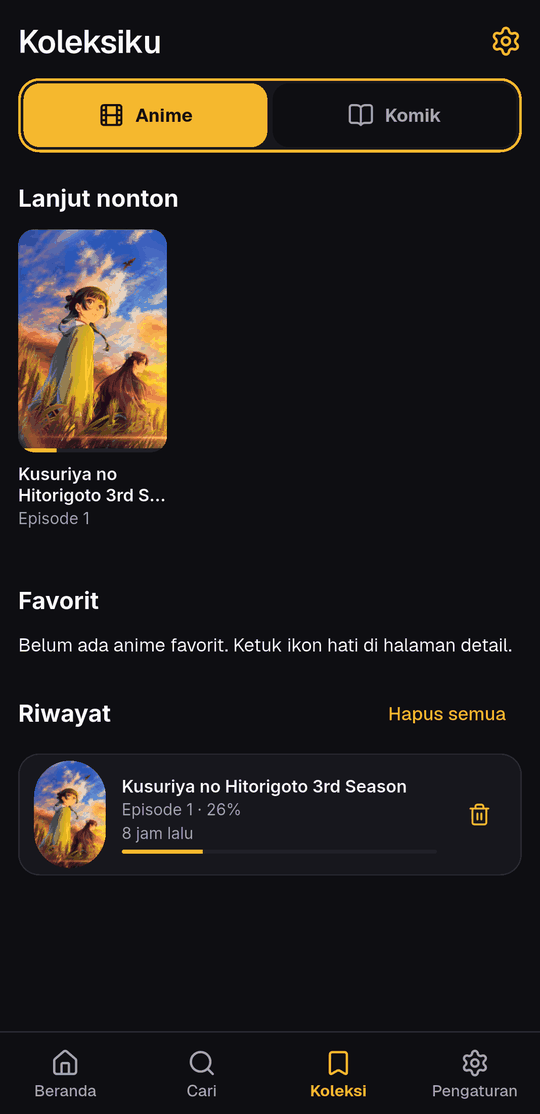 Koleksiku
Anime
Komik
Lanjut nonton
Kusuriya no
Hitorigoto 3rd S...
Episode 1
Favorit
Belum ada anime favorit. Ketuk ikon hati di halaman detail.
Riwayat
Hapus semua
Kusuriya no Hitorigoto 3rd Season
Episode 1 · 26%
8 jam lalu
Beranda
Cari
Koleksi
Pengaturan